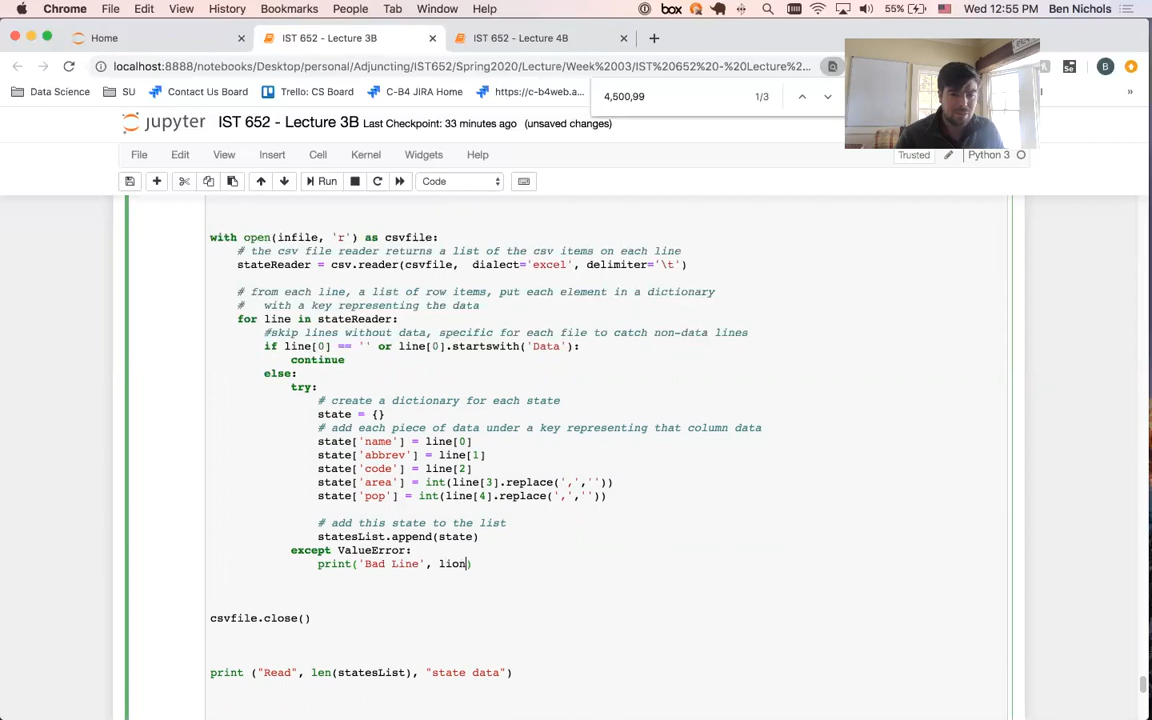 Chrome File Edit View History Bookmarks People Tab Window Help box 55% Wed 12:55 PM Ben Nichols
Home IST 652 - Lecture 3B IST 652 - Lecture 4B
localhost:8888/notebooks/Desktop/personal/Adjuncting/IST652/Spring2020/Lecture/Week%2003/IST%20652%20-%20Lecture%2... Se B
Data Science SU Contact Us Board Trello: CS Board C-B4 JIRA Home https://c-b4web.a... »
4,500,99 1/3
jupyter IST 652 - Lecture 3B Last Checkpoint: 33 minutes ago (unsaved changes)
File Edit View Insert Cell Kernel Widgets Help Trusted Python 3
Run Code
with open(infile, 'r') as csvfile:
# the csv file reader returns a list of the csv items on each line
stateReader = csv.reader(csvfile, dialect='excel', delimiter='\t')
# from each line, a list of row items, put each element in a dictionary
# with a key representing the data
for line in stateReader:
#skip lines without data, specific for each file to catch non-data lines
if line[0] == '' or line[0].startswith('Data'):
continue
else:
try:
# create a dictionary for each state
state = {}
# add each piece of data under a key representing that column data
state['name'] = line[0]
state['abbrev'] = line[1]
state['code'] = line[2]
state['area'] = int(line[3].replace(',',''))
state['pop'] = int(line[4].replace(',',''))
# add this state to the list
statesList.append(state)
except ValueError:
print('Bad Line', lion)
csvfile.close()
print ("Read", len(statesList), "state data")